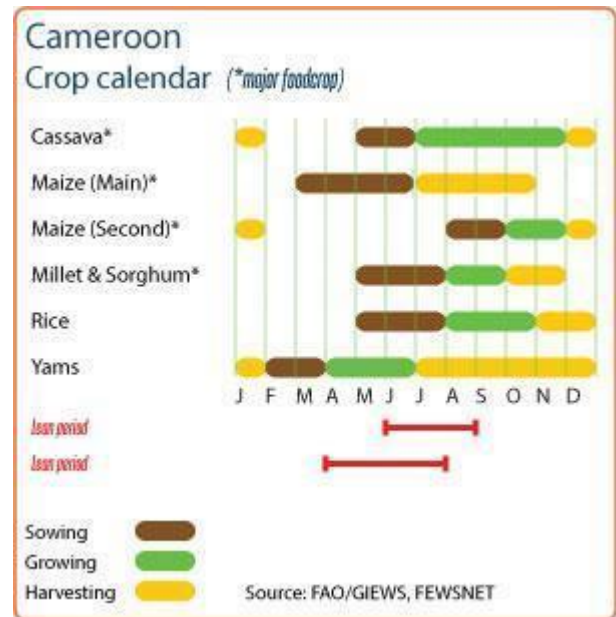 Cameroon
Crop calendar (*major foodcrop)
Cassava*
Maize (Main)*
Maize (Second)*
Millet & Sorghum*
Rice
Yams
J F M A M J J A S O N D
Lean period
Lean period
Sowing
Growing
Harvesting
Source: FAO/GIEWS, FEWSNET